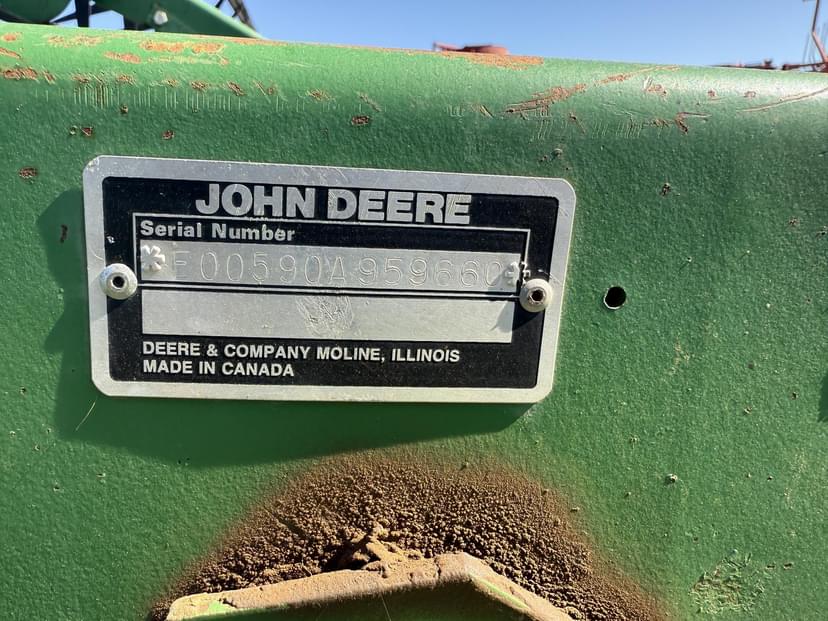 JOHN DEERE
Serial Number
*E00590A959660*
DEERE & COMPANY MOLINE, ILLINOIS
MADE IN CANADA